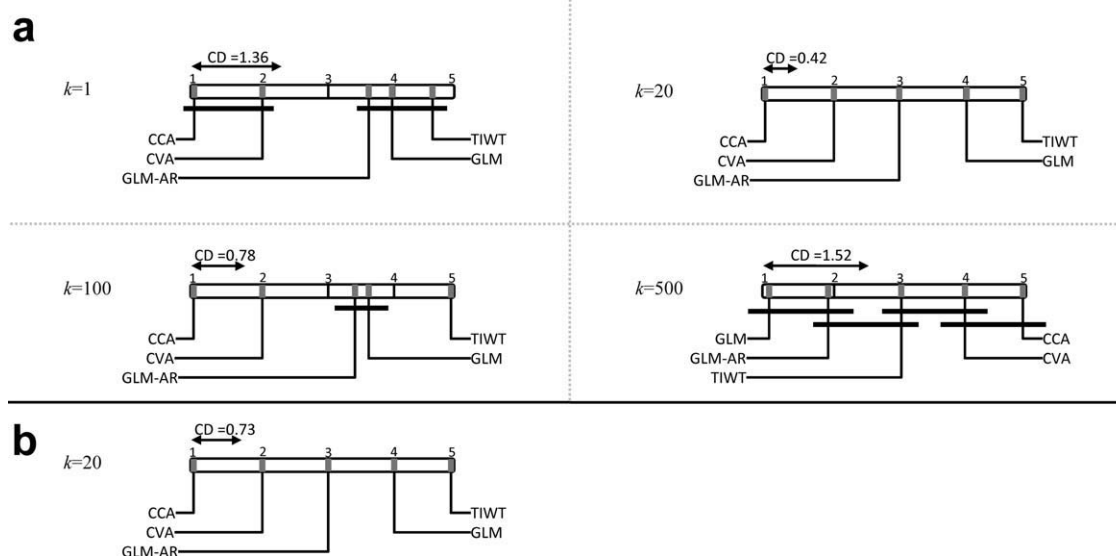 a
k=1
CD =1.36
1 2 3 4 5
CCA TIWT
CVA GLM
GLM-AR
k=20
CD =0.42
1 2 3 4 5
CCA TIWT
CVA GLM
GLM-AR
k=100
CD =0.78
1 2 3 4 5
CCA TIWT
CVA GLM
GLM-AR
k=500
CD =1.52
1 2 3 4 5
GLM CCA
GLM-AR CVA
TIWT
b
k=20
CD =0.73
1 2 3 4 5
CCA TIWT
CVA GLM
GLM-AR